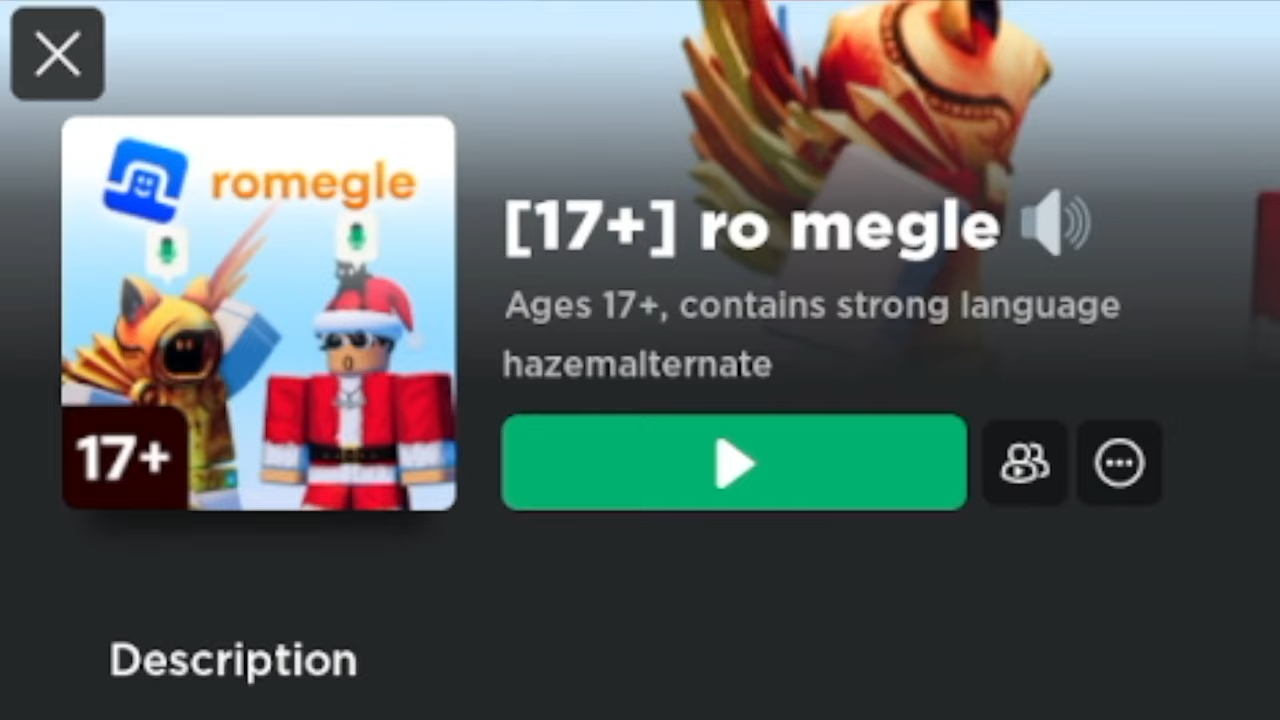 romegle
17+
[17+] ro megle 🔊
Ages 17+, contains strong language
hazemalternate
Description